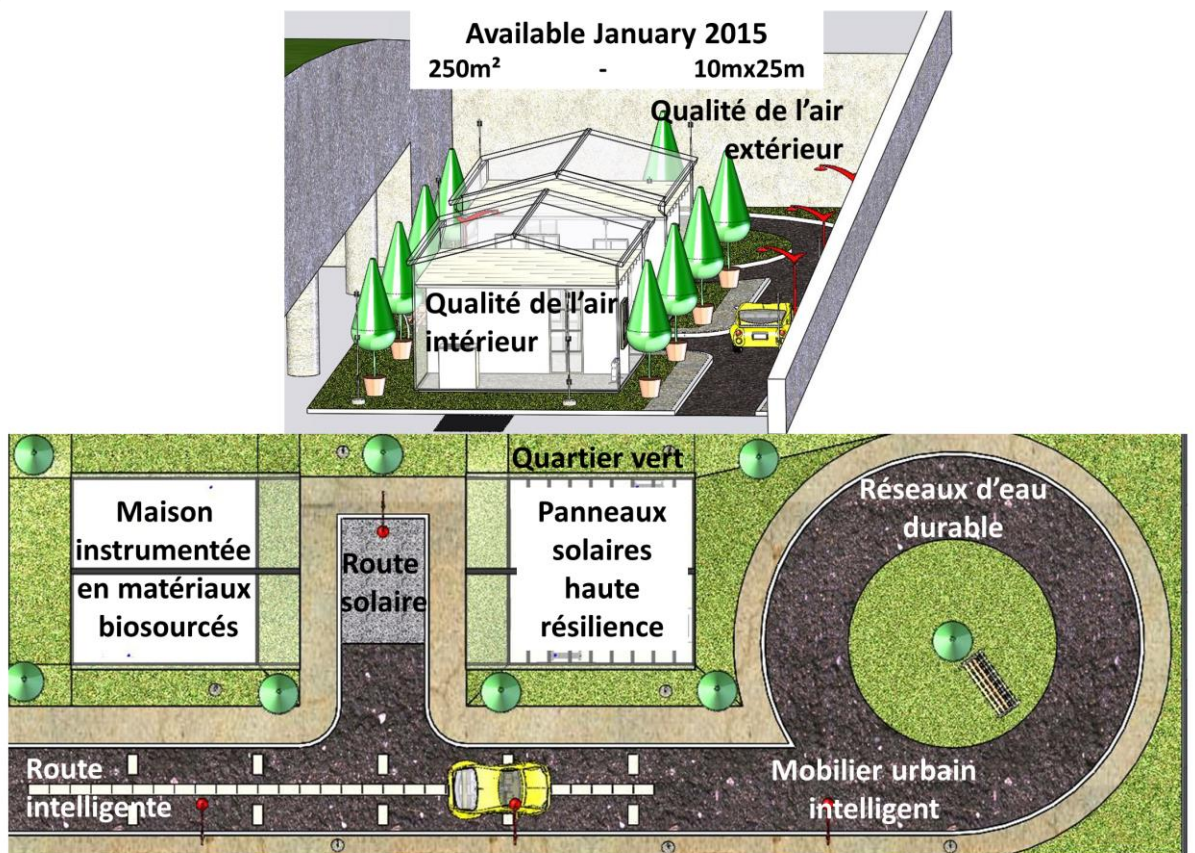 Available January 2015
250m² - 10mx25m
Qualité de l’air
extérieur
Qualité de l’air
intérieur
Quartier vert
Maison
instrumentée
en matériaux
biosourcés
Route
solaire
Panneaux
solaires
haute
résilience
Réseaux d’eau
durable
Route
intelligente
Mobilier urbain
intelligent